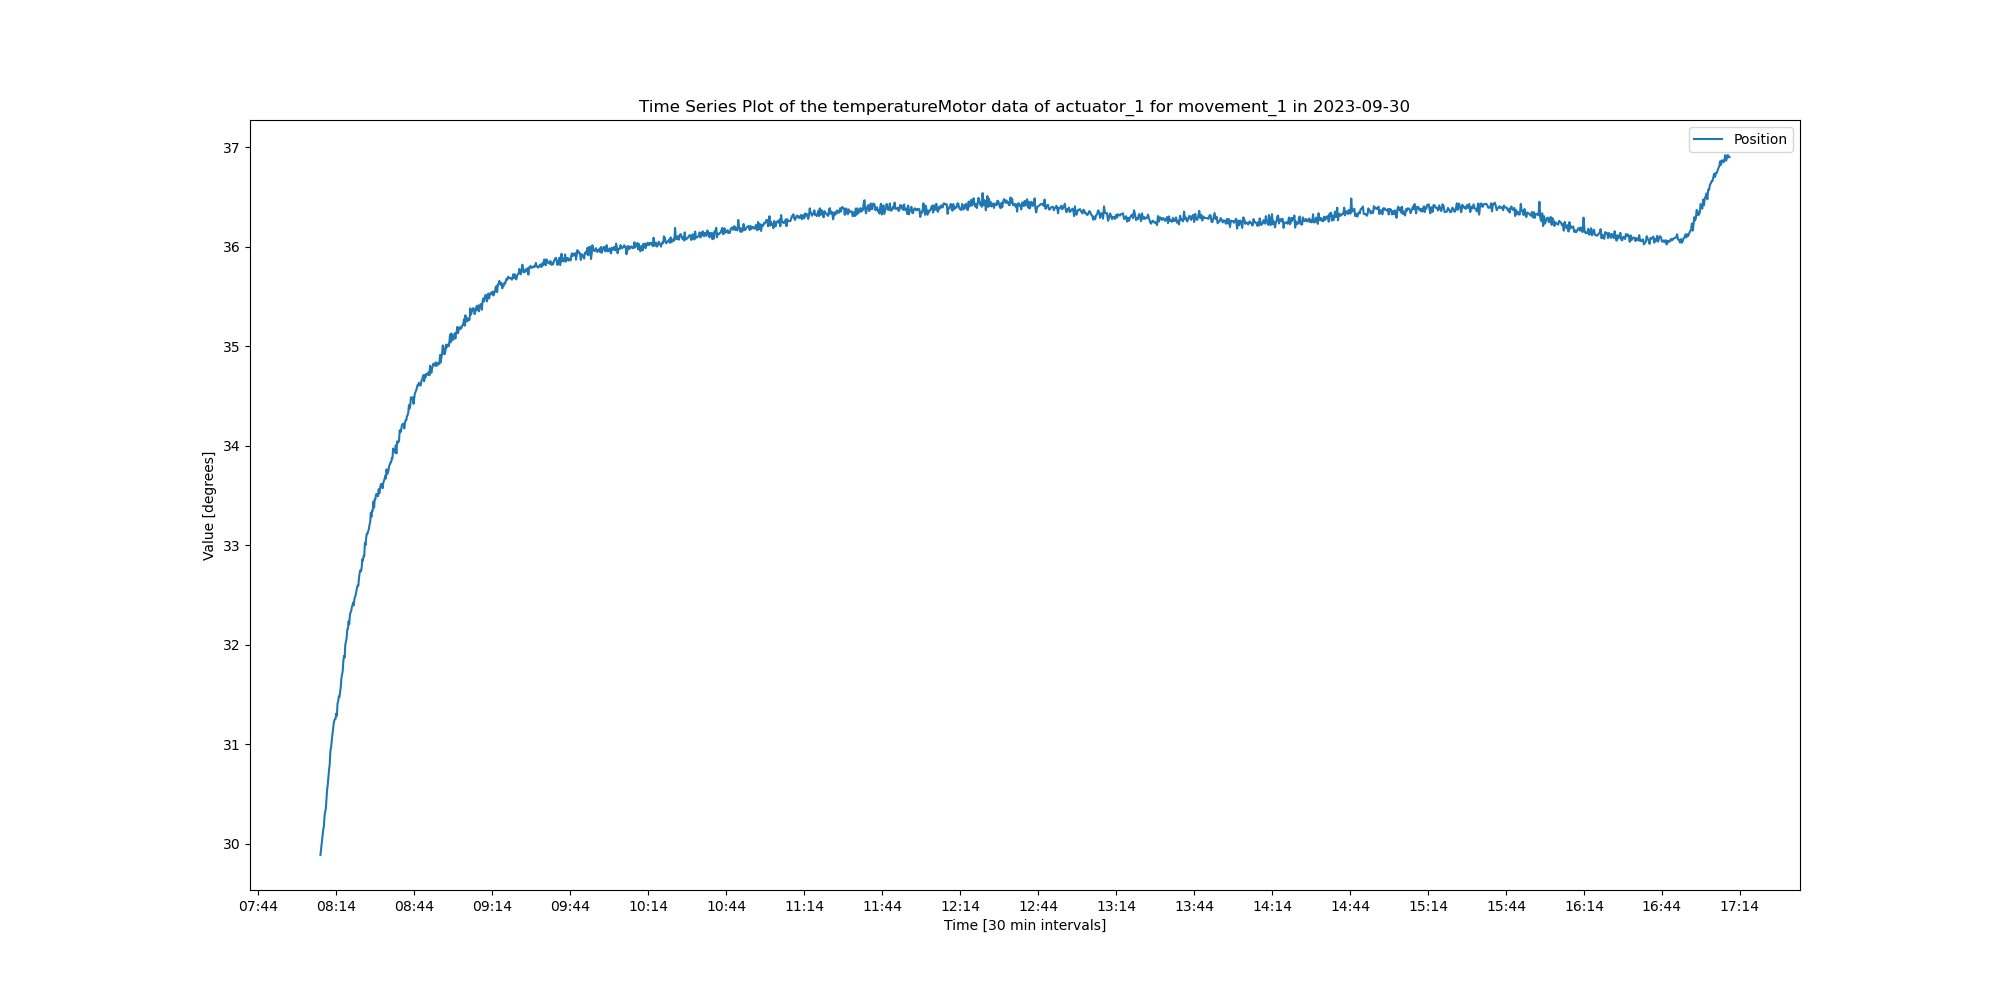 Time Series Plot of the temperatureMotor data of actuator_1 for movement_1 in 2023-09-30
Position
37
36
35
34
33
32
31
30
Value [degrees]
07:44 08:14 08:44 09:14 09:44 10:14 10:44 11:14 11:44 12:14 12:44 13:14 13:44 14:14 14:44 15:14 15:44 16:14 16:44 17:14
Time [30 min intervals]